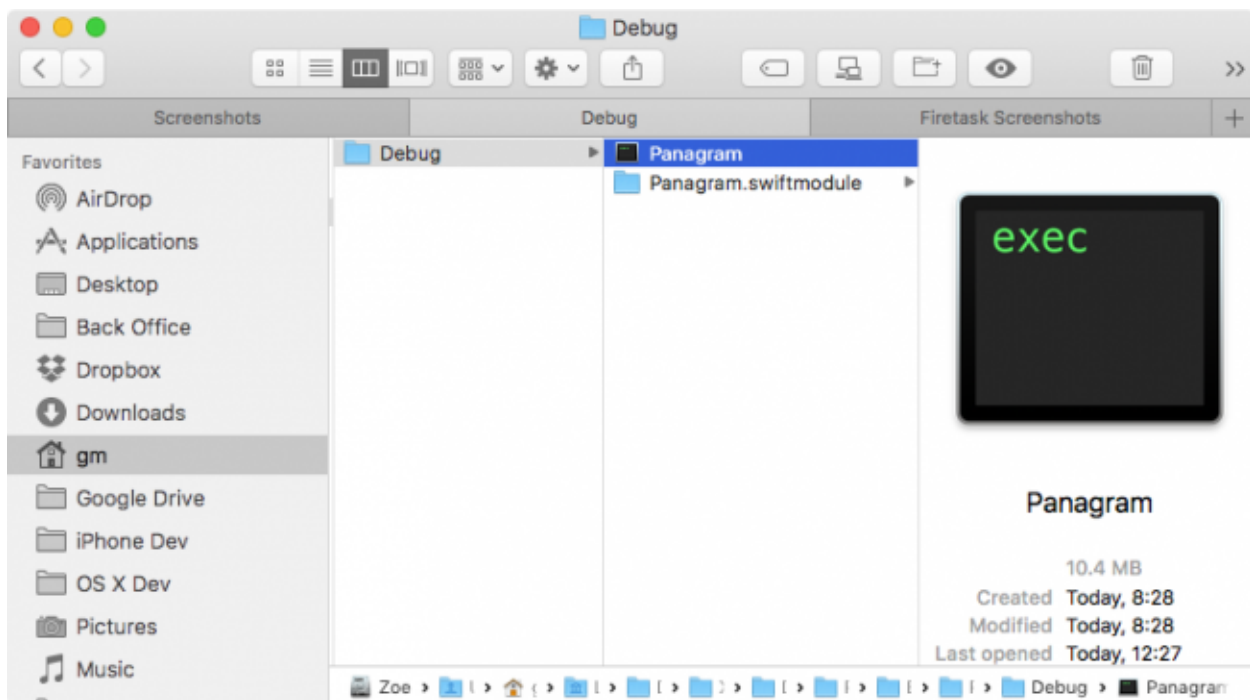 Debug
Screenshots
Debug
Firetask Screenshots
Favorites
AirDrop
Applications
Desktop
Back Office
Dropbox
Downloads
gm
Google Drive
iPhone Dev
OS X Dev
Pictures
Music
Debug
Panagram
Panagram.swiftmodule
exec
Panagram
10.4 MB
Created Today, 8:28
Modified Today, 8:28
Last opened Today, 12:27
Zoe
Debug
Panagram